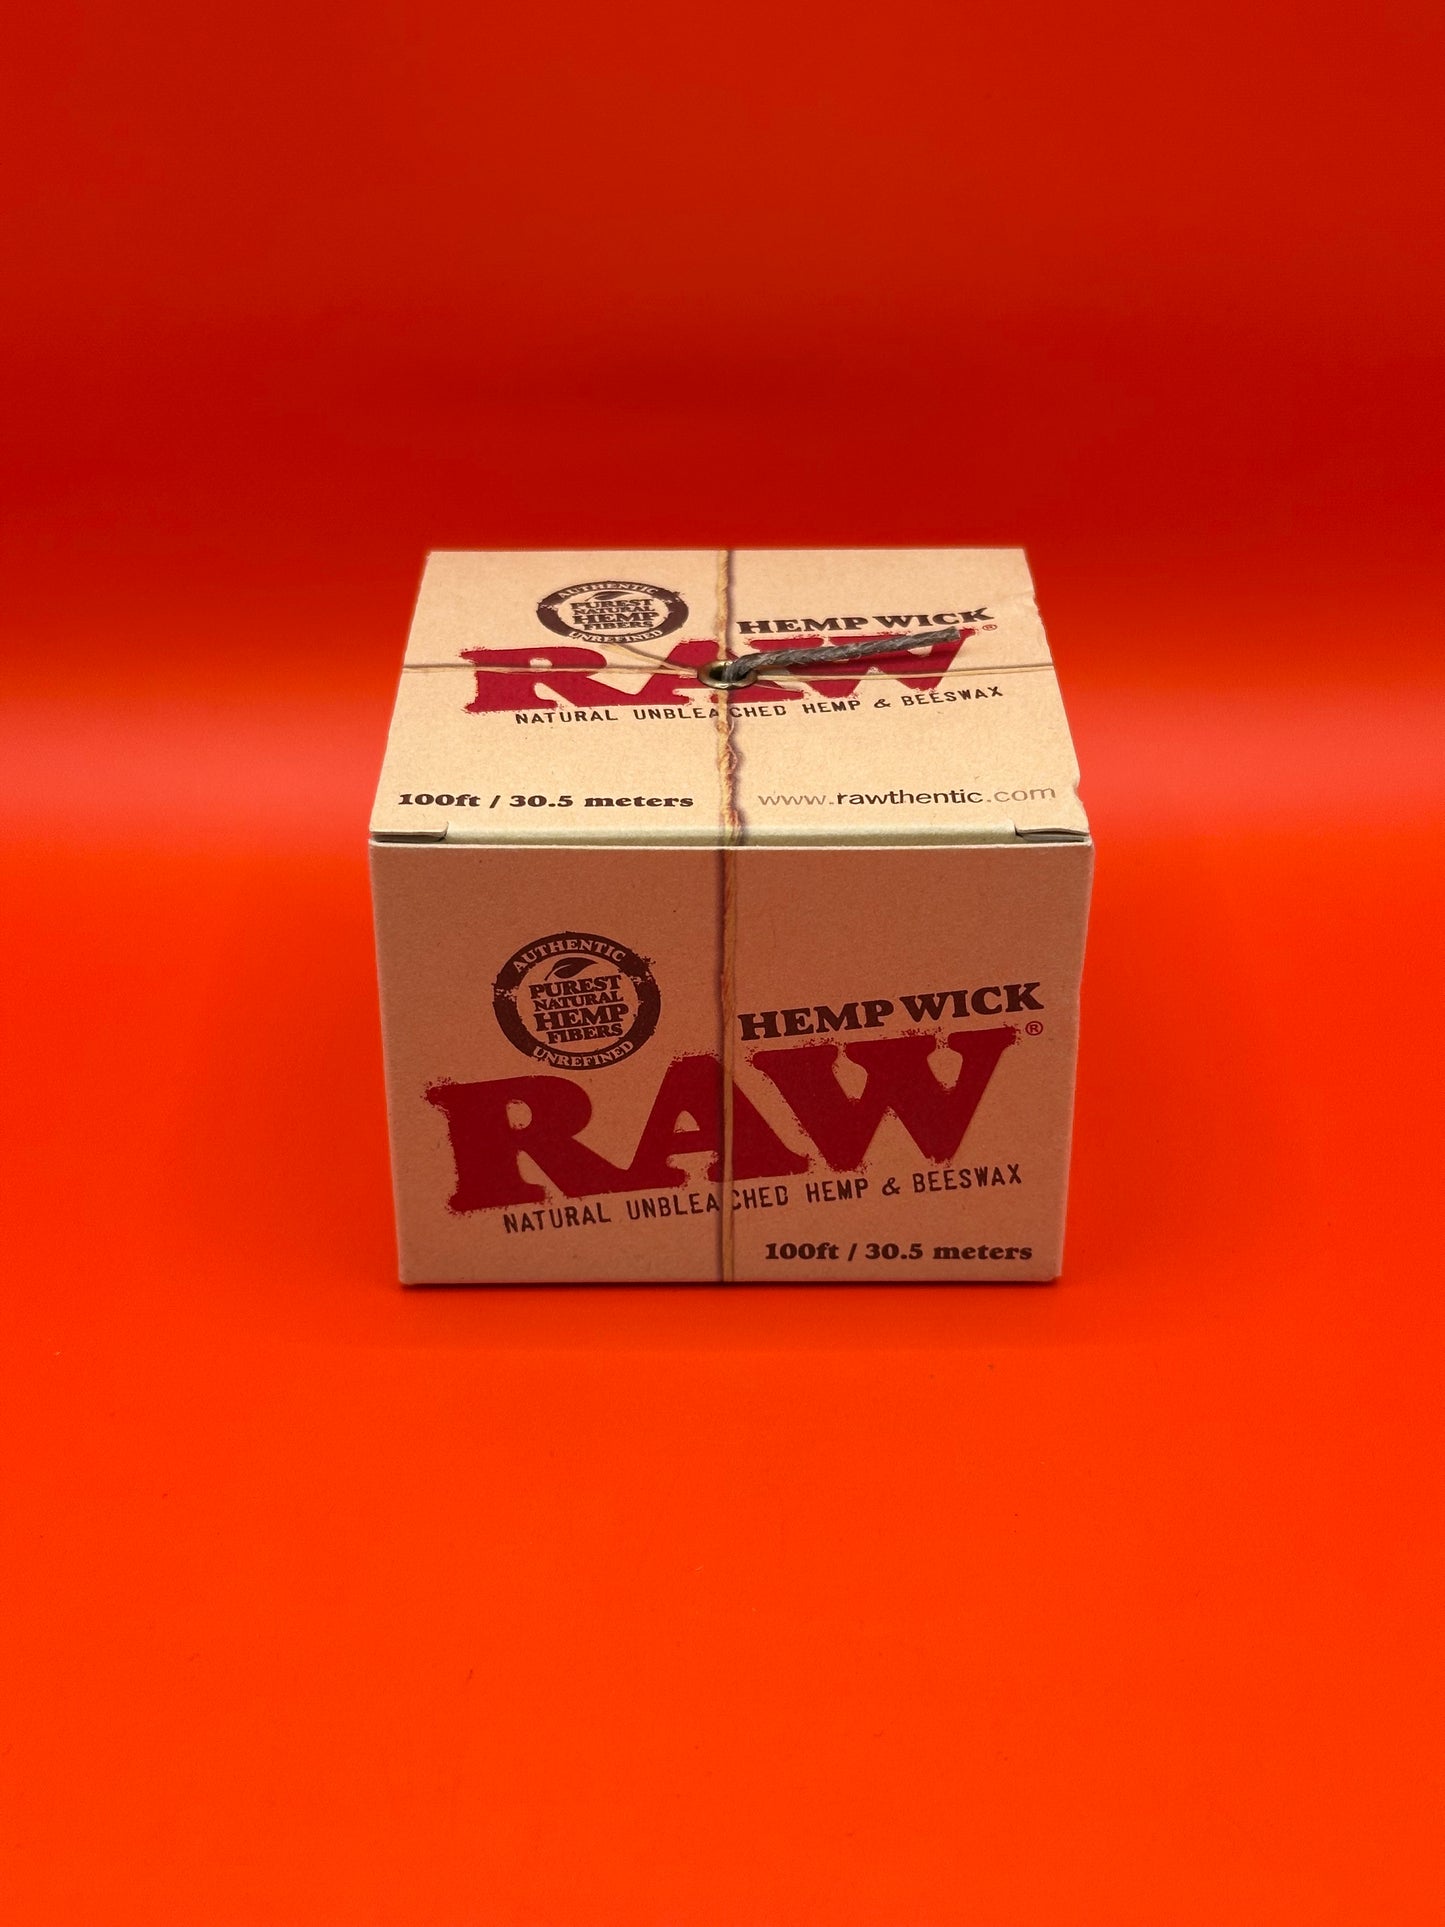 AUTHENTIC
PUREST
NATURAL
HEMP
FIBERS
UNREFINED
HEMP WICK
RAW®
NATURAL UNBLEACHED HEMP & BEESWAX
100ft / 30.5 meters
www.rawthentic.com
AUTHENTIC
PUREST
NATURAL
HEMP
FIBERS
UNREFINED
HEMP WICK
RAW®
NATURAL UNBLEACHED HEMP & BEESWAX
100ft / 30.5 meters